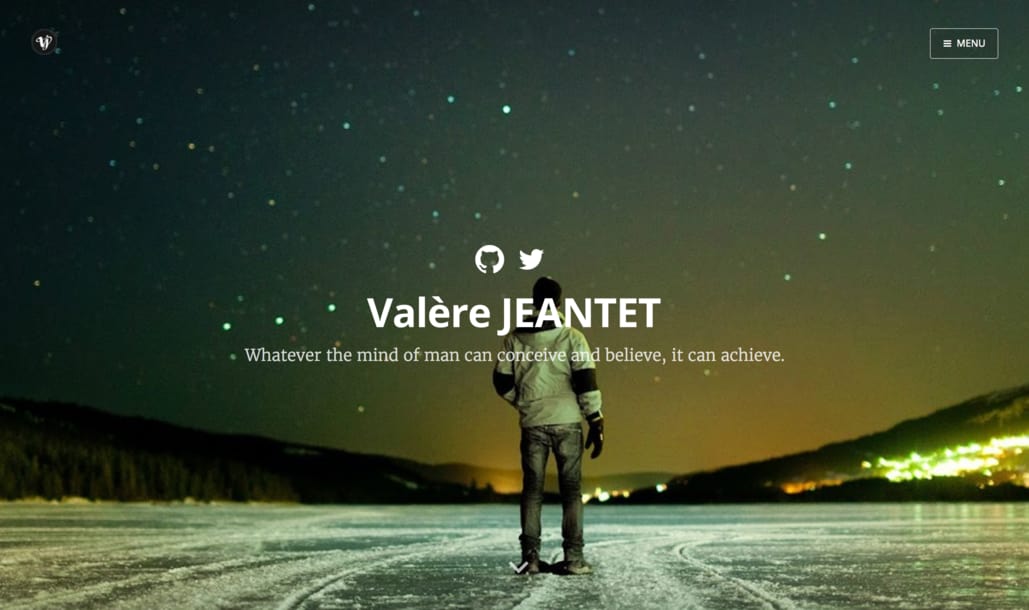 MENU
Valère JEANTET
Whatever the mind of man can conceive and believe, it can achieve.